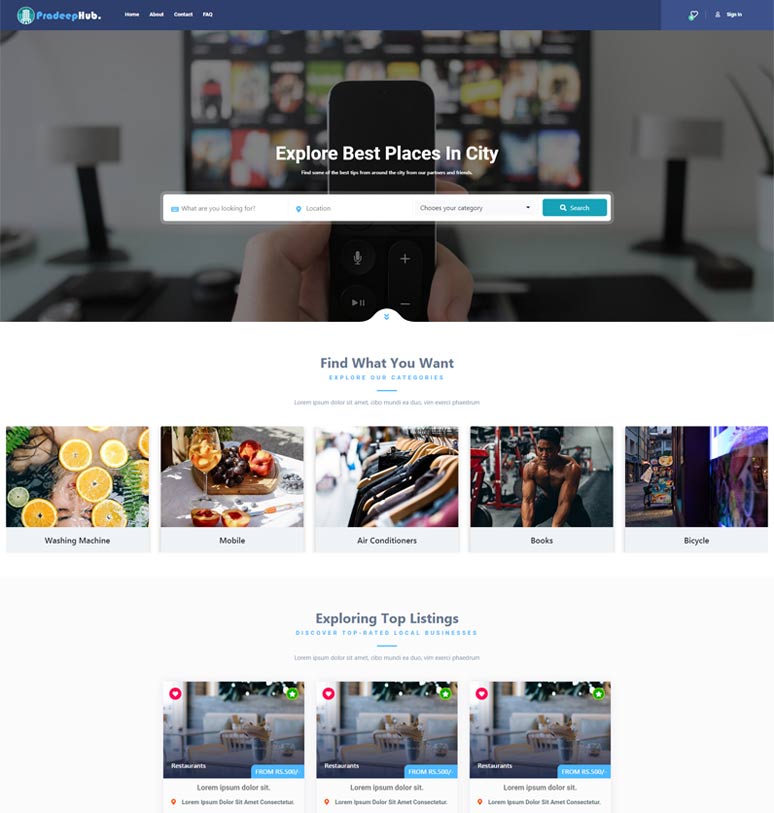 PradeepHub.
Home About Contact FAQ
Sign In
Explore Best Places In City
Find some of the best tips from around the city from our partners and friends.
What are you looking for? Location Chooes your category Search
Find What You Want
EXPLORE OUR CATEGORIES
Lorem ipsum dolor sit amet, cibo mundi ea duo, vim exerci phaedrum
Washing Machine Mobile Air Conditioners Books Bicycle
Exploring Top Listings
DISCOVER TOP-RATED LOCAL BUSINESSES
Lorem ipsum dolor sit amet, cibo mundi ea duo, vim exerci phaedrum
Restaurants Restaurants Restaurants
FROM RS.500/- FROM RS.500/- FROM RS.500/-
Lorem ipsum dolor sit. Lorem ipsum dolor sit. Lorem ipsum dolor sit.
Lorem Ipsum Dolor Sit Amet Consectetur. Lorem Ipsum Dolor Sit Amet Consectetur. Lorem Ipsum Dolor Sit Amet Consectetur.